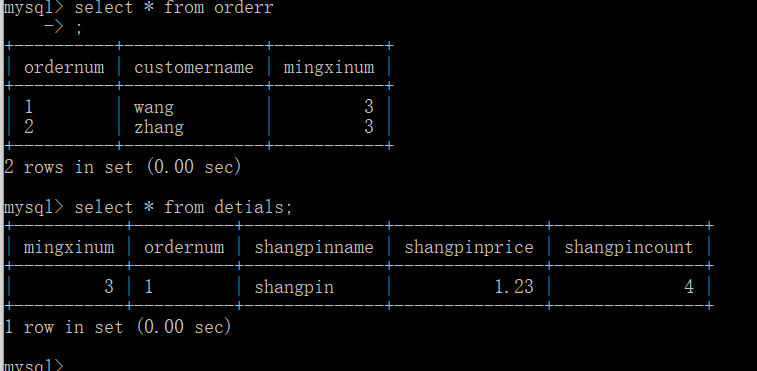 mysql> select * from orderr
    -> ;
+----------+--------------+-----------+
| ordernum | customername | mingxinum |
+----------+--------------+-----------+
| 1        | wang         |         3 |
| 2        | zhang        |         3 |
+----------+--------------+-----------+
2 rows in set (0.00 sec)
mysql> select * from detials;
+-----------+----------+--------------+---------------+---------------+
| mingxinum | ordernum | shangpinname | shangpinprice | shangpincount |
+-----------+----------+--------------+---------------+---------------+
|         3 | 1        | shangpin     |          1.23 |             4 |
+-----------+----------+--------------+---------------+---------------+
1 row in set (0.00 sec)
mysql>